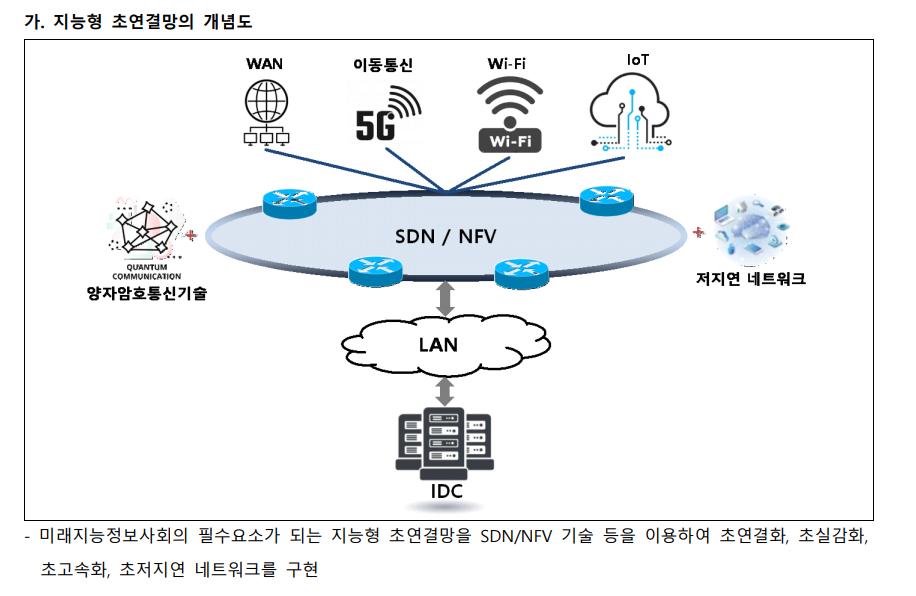 가. 지능형 초연결망의 개념도
WAN
이동통신
Wi-Fi
IoT
5G
Wi-Fi
SDN / NFV
QUANTUM
COMMUNICATION
양자암호통신기술
저지연 네트워크
LAN
IDC
- 미래지능정보사회의 필수요소가 되는 지능형 초연결망을 SDN/NFV 기술 등을 이용하여 초연결화, 초실감화,
초고속화, 초저지연 네트워크를 구현